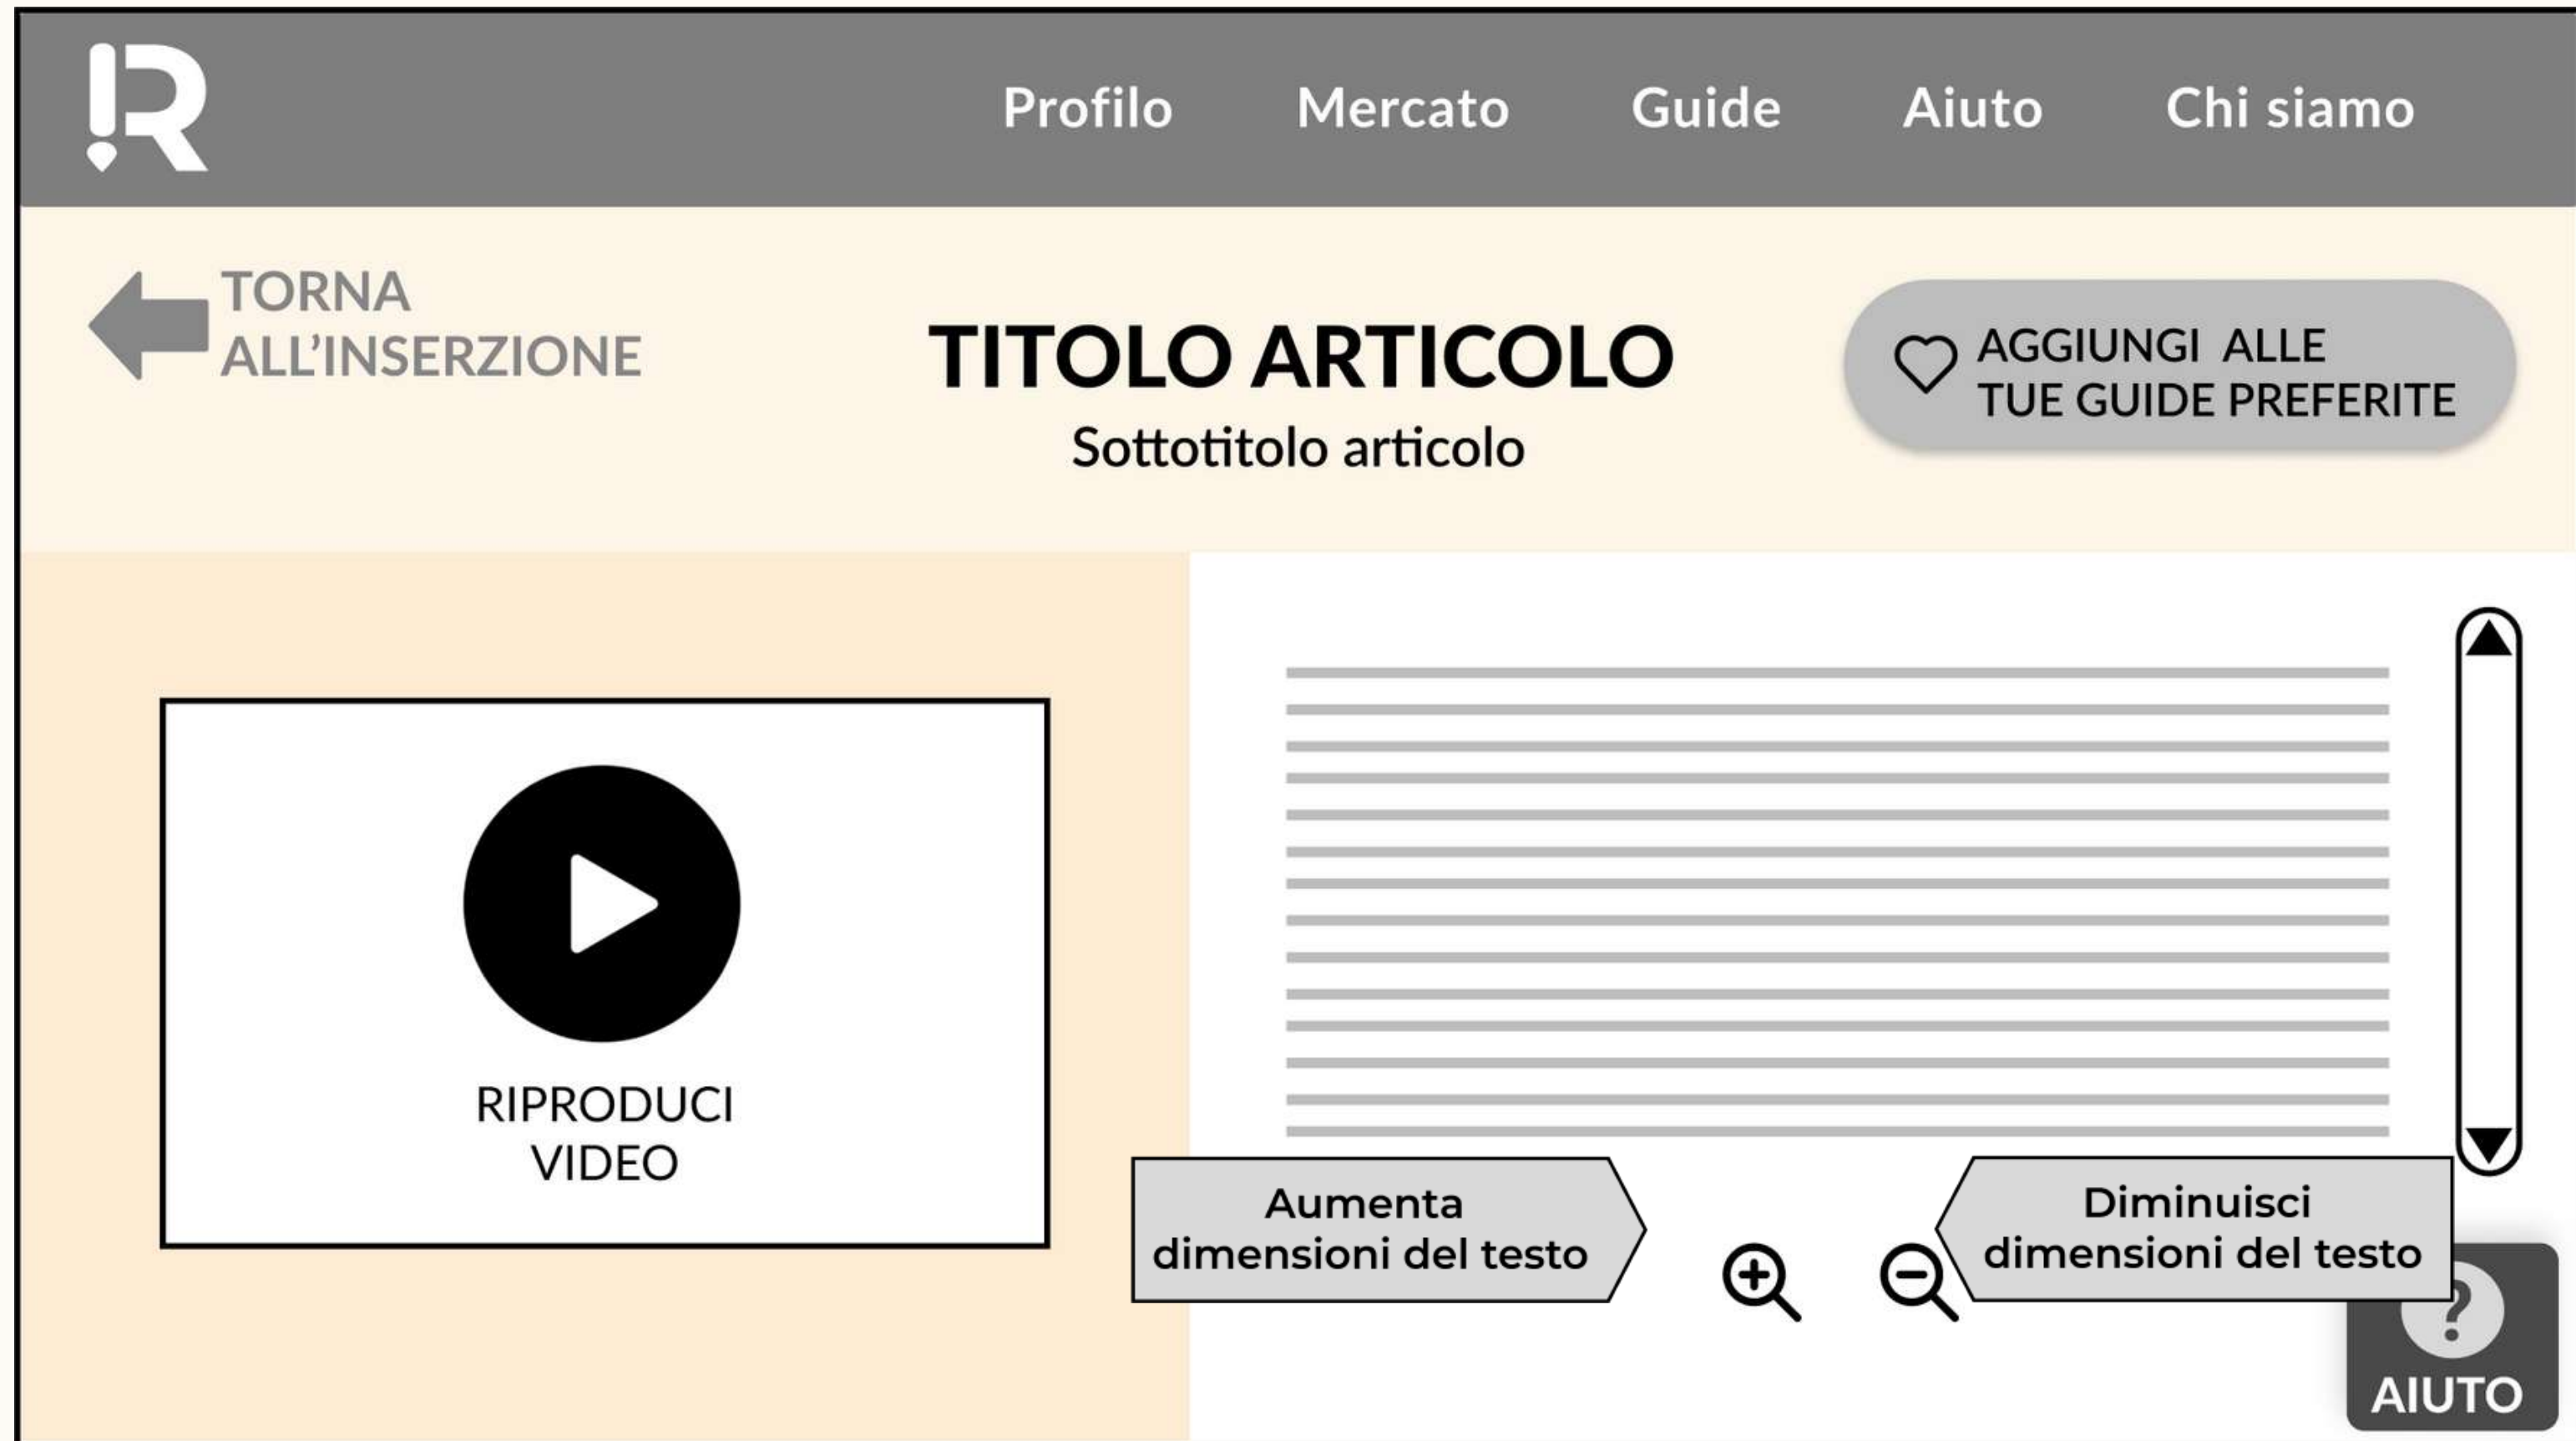 R
Profilo
Mercato
Guide
Aiuto
Chi siamo
TORNA
ALL'INSERZIONE
TITOLO ARTICOLO
Sottotitolo articolo
AGGIUNGI ALLE
TUE GUIDE PREFERITE
RIPRODUCI
VIDEO
Aumenta
dimensioni del testo
Diminuisci
dimensioni del testo
?
AIUTO